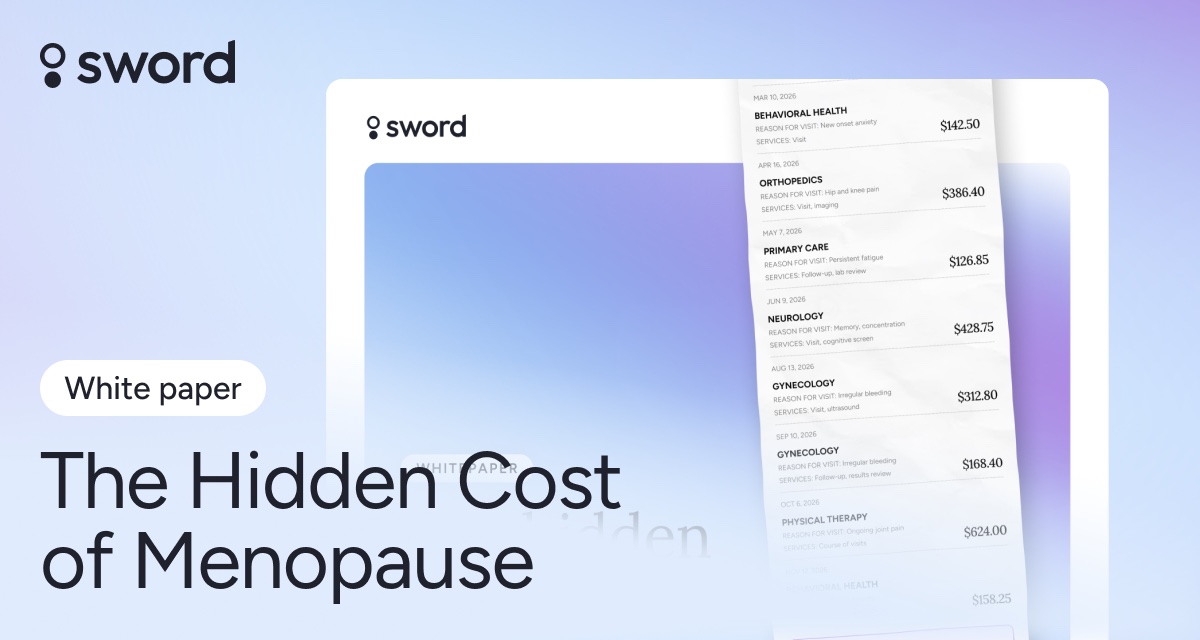 sword
sword
MAR 10, 2026
BEHAVIORAL HEALTH
REASON FOR VISIT: New onset anxiety
SERVICES: Visit
$142.50
APR 16, 2026
ORTHOPEDICS
REASON FOR VISIT: Hip and knee pain
SERVICES: Visit, imaging
$386.40
MAY 7, 2026
PRIMARY CARE
REASON FOR VISIT: Persistent fatigue
SERVICES: Follow-up, lab review
$126.85
JUN 9, 2026
NEUROLOGY
REASON FOR VISIT: Memory, concentration
SERVICES: Visit, cognitive screen
$428.75
AUG 13, 2026
GYNECOLOGY
REASON FOR VISIT: Irregular bleeding
SERVICES: Visit, ultrasound
$312.80
SEP 10, 2026
GYNECOLOGY
REASON FOR VISIT: Irregular bleeding
SERVICES: Follow-up, results review
$168.40
OCT 6, 2026
PHYSICAL THERAPY
REASON FOR VISIT: Ongoing joint pain
SERVICES: Course of visits
$624.00
BEHAVIORAL HEALTH
$158.25
White paper
WHITEPAPER
hidden
The Hidden Cost
of Menopause